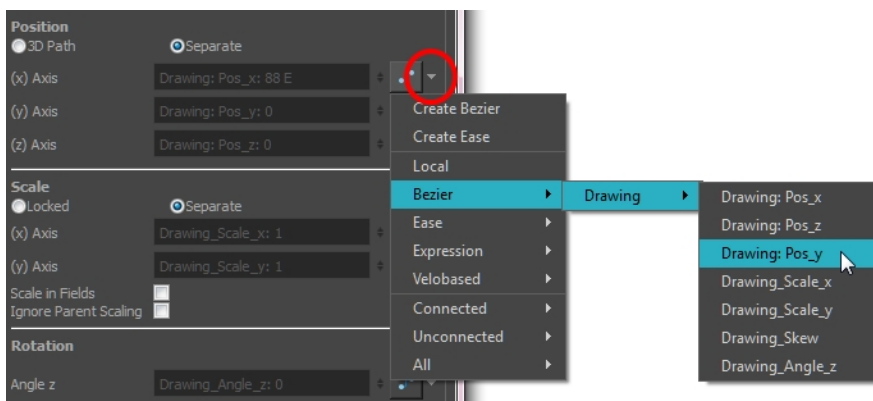 Position
3D Path Separate
(x) Axis Drawing: Pos_x: 88 E
(y) Axis Drawing: Pos_y: 0
(z) Axis Drawing: Pos_z: 0
Scale
Locked Separate
(x) Axis Drawing_Scale_x: 1
(y) Axis Drawing_Scale_y: 1
Scale in Fields
Ignore Parent Scaling
Rotation
Angle z Drawing_Angle_z: 0
Create Bezier
Create Ease
Local
Bezier
Ease
Expression
Velobased
Connected
Unconnected
All
Drawing
Drawing: Pos_x
Drawing: Pos_z
Drawing: Pos_y
Drawing_Scale_x
Drawing_Scale_y
Drawing_Skew
Drawing_Angle_z